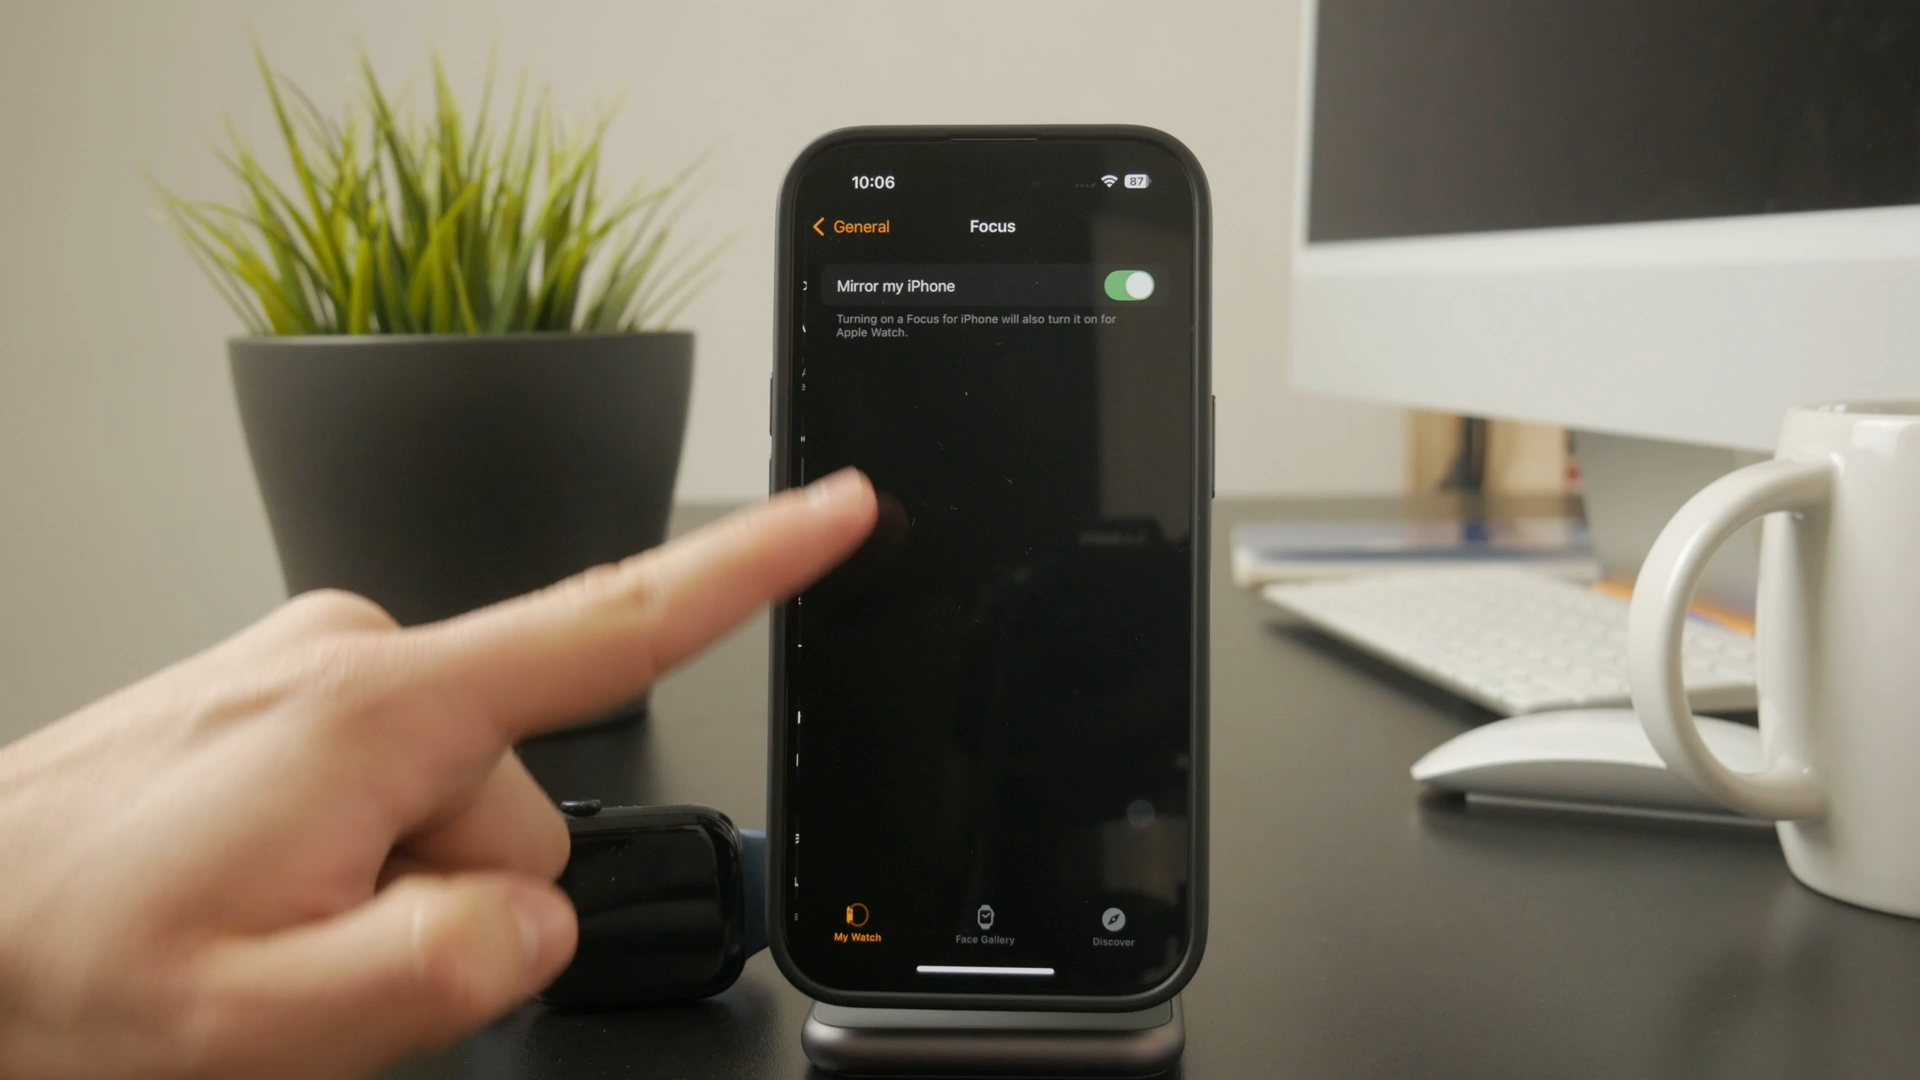 10:06
87
General
Focus
Mirror my iPhone
Turning on a Focus for iPhone will also turn it on for
Apple Watch.
My Watch
Face Gallery
Discover